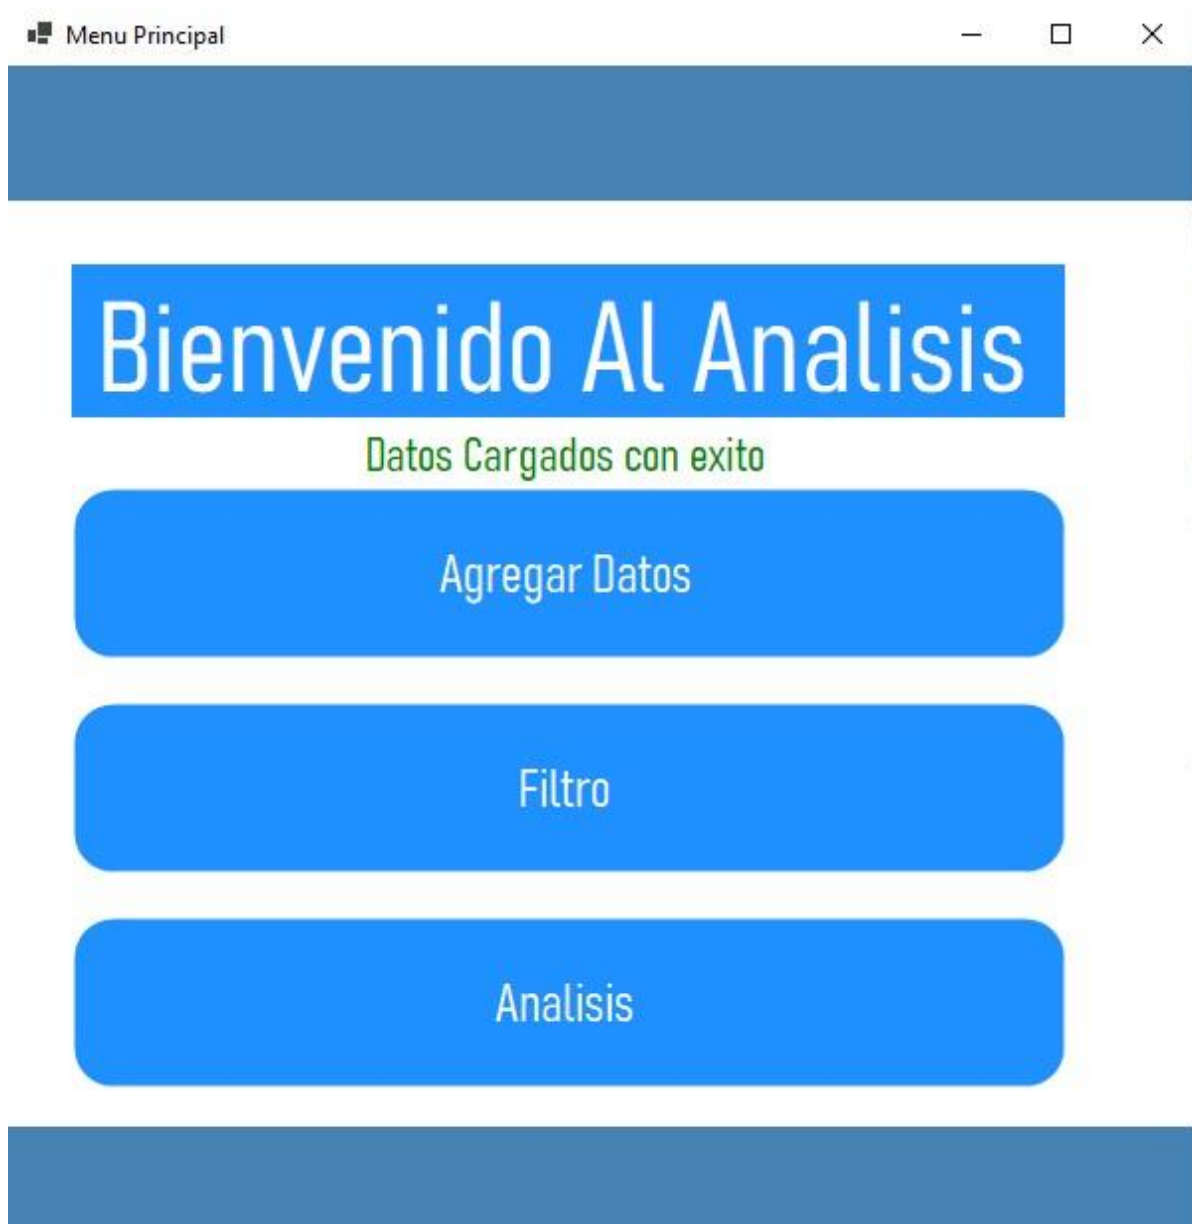 Menu Principal
Bienvenido Al Analisis
Datos Cargados con exito
Agregar Datos
Filtro
Analisis